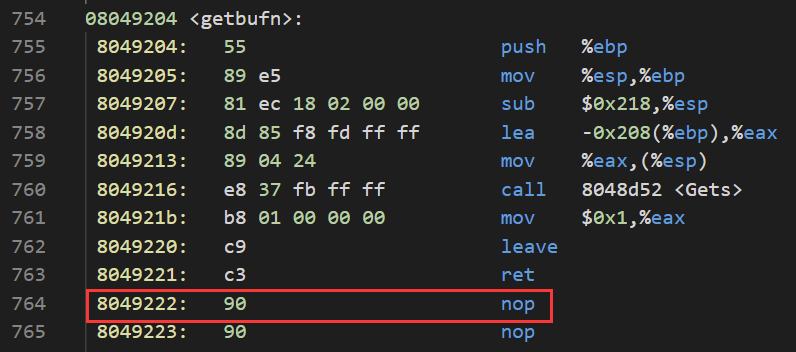 754 08049204 <getbufn>:
755 8049204: 55 push %ebp
756 8049205: 89 e5 mov %esp,%ebp
757 8049207: 81 ec 18 02 00 00 sub $0x218,%esp
758 804920d: 8d 85 f8 fd ff ff lea -0x208(%ebp),%eax
759 8049213: 89 04 24 mov %eax,(%esp)
760 8049216: e8 37 fb ff ff call 8048d52 <Gets>
761 804921b: b8 01 00 00 00 mov $0x1,%eax
762 8049220: c9 leave
763 8049221: c3 ret
764 8049222: 90 nop
765 8049223: 90 nop